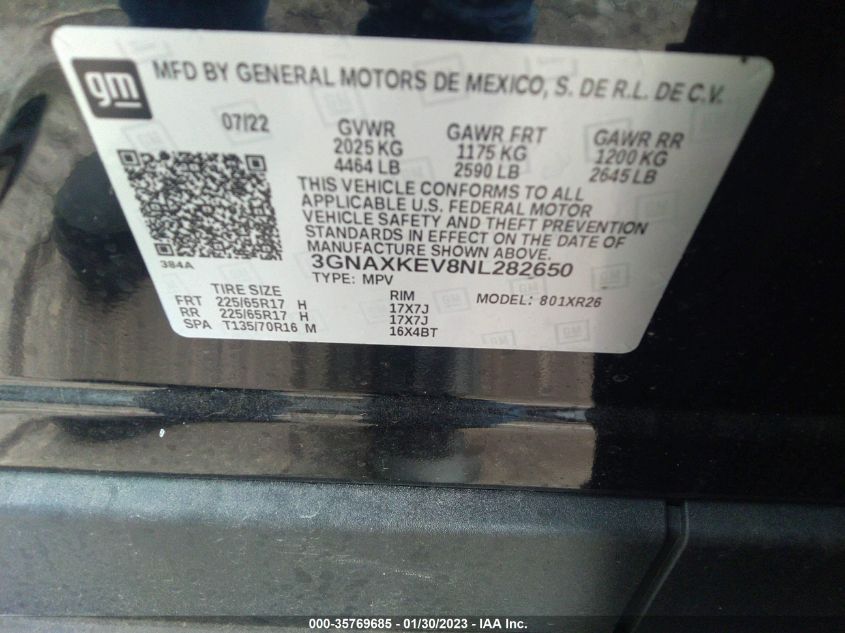 gm MFD BY GENERAL MOTORS DE MEXICO, S. DE R.L. DE C.V.
07/22 GVWR GAWR FRT GAWR RR
2025 KG 1175 KG 1200 KG
4464 LB 2590 LB 2645 LB
THIS VEHICLE CONFORMS TO ALL
APPLICABLE U.S. FEDERAL MOTOR
VEHICLE SAFETY AND THEFT PREVENTION
STANDARDS IN EFFECT ON THE DATE OF
MANUFACTURE SHOWN ABOVE.
384A 3GNAXKEV8NL282650
TYPE: MPV
TIRE SIZE RIM MODEL: 801XR26
FRT 225/65R17 H 17X7J
RR 225/65R17 H 17X7J
SPA T135/70R16 M 16X4BT
000-35769685 — 01/30/2023 — IAA Inc.